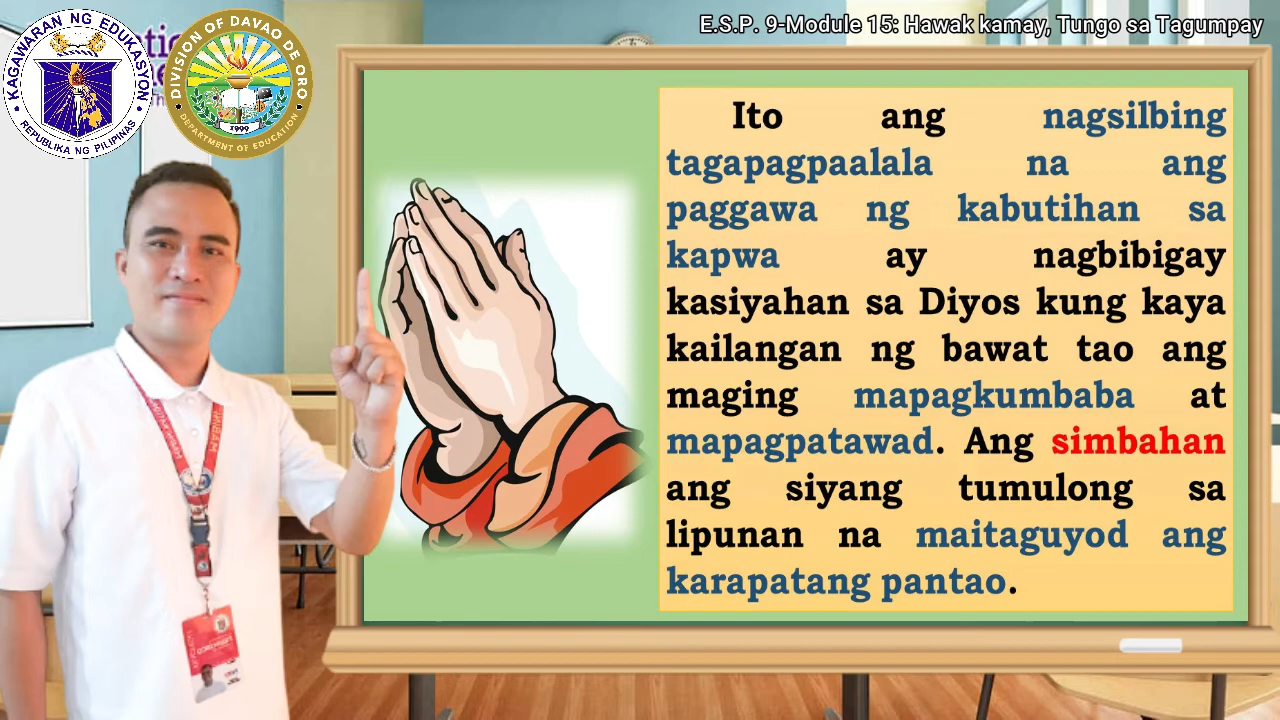 E.S.P. 9-Module 15: Hawak kamay, Tungo sa Tagumpay
KAGAWARAN NG EDUKASYON
REPUBLIKA NG PILIPINAS
DIVISION OF DAVAO DE ORO
1999
DEPARTMENT OF EDUCATION
Ito ang nagsilbing
tagapagpaalala na ang
paggawa ng kabutihan sa
kapwa ay nagbibigay
kasiyahan sa Diyos kung kaya
kailangan ng bawat tao ang
maging mapagkumbaba at
mapagpatawad. Ang simbahan
ang siyang tumulong sa
lipunan na maitaguyod ang
karapatang pantao.